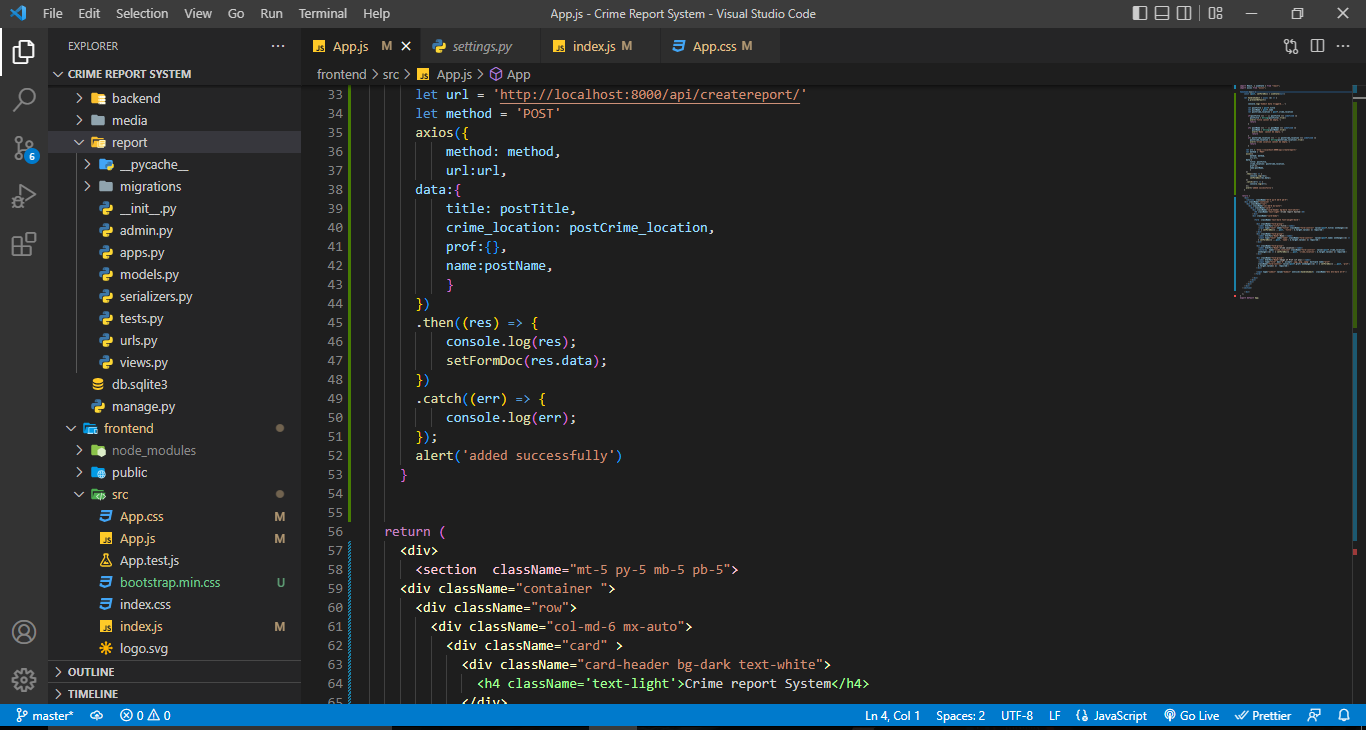 File Edit Selection View Go Run Terminal Help
App.js - Crime Report System - Visual Studio Code
EXPLORER
App.js M
settings.py
index.js M
App.css M
CRIME REPORT SYSTEM
frontend > src > JS App.js > App
backend
media
report
__pycache__
migrations
__init__.py
admin.py
apps.py
models.py
serializers.py
tests.py
urls.py
views.py
db.sqlite3
manage.py
frontend
node_modules
public
src
App.css M
App.js M
App.test.js
bootstrap.min.css U
index.css
index.js M
logo.svg
OUTLINE
TIMELINE
6
33 let url = 'http://localhost:8000/api/createreport/'
34 let method = 'POST'
35 axios({
36 method: method,
37 url:url,
38 data:{
39 title: postTitle,
40 crime_location: postCrime_location,
41 prof:{},
42 name:postName,
43 }
44 })
45 .then((res) => {
46 console.log(res);
47 setFormDoc(res.data);
48 })
49 .catch((err) => {
50 console.log(err);
51 });
52 alert('added successfully')
53 }
54
55
56 return (
57 <div>
58 <section  className="mt-5 py-5 mb-5 pb-5">
59 <div className="container ">
60 <div className="row">
61 <div className="col-md-6 mx-auto">
62 <div className="card" >
63 <div className="card-header bg-dark text-white">
64 <h4 className='text-light'>Crime report System</h4>
65 </div>
master* 0 0
Ln 4, Col 1 Spaces: 2 UTF-8 LF {} JavaScript Go Live Prettier